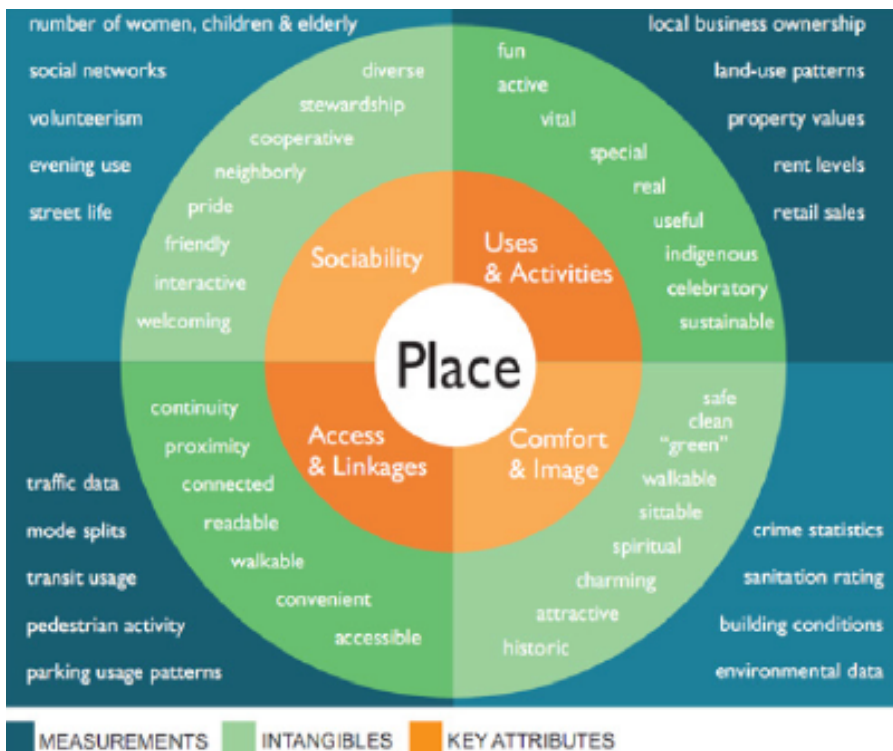 number of women, children & elderly
social networks
volunteerism
evening use
street life
diverse
stewardship
cooperative
neighborly
pride
friendly
interactive
welcoming
Sociability
fun
active
vital
special
real
useful
indigenous
celebratory
sustainable
Uses
& Activities
local business ownership
land-use patterns
property values
rent levels
retail sales
Place
traffic data
mode splits
transit usage
pedestrian activity
parking usage patterns
continuity
proximity
connected
readable
walkable
convenient
accessible
Access
& Linkages
Comfort
& Image
safe
clean
"green"
walkable
sittable
spiritual
charming
attractive
historic
crime statistics
sanitation rating
building conditions
environmental data
MEASUREMENTS
INTANGIBLES
KEY ATTRIBUTES